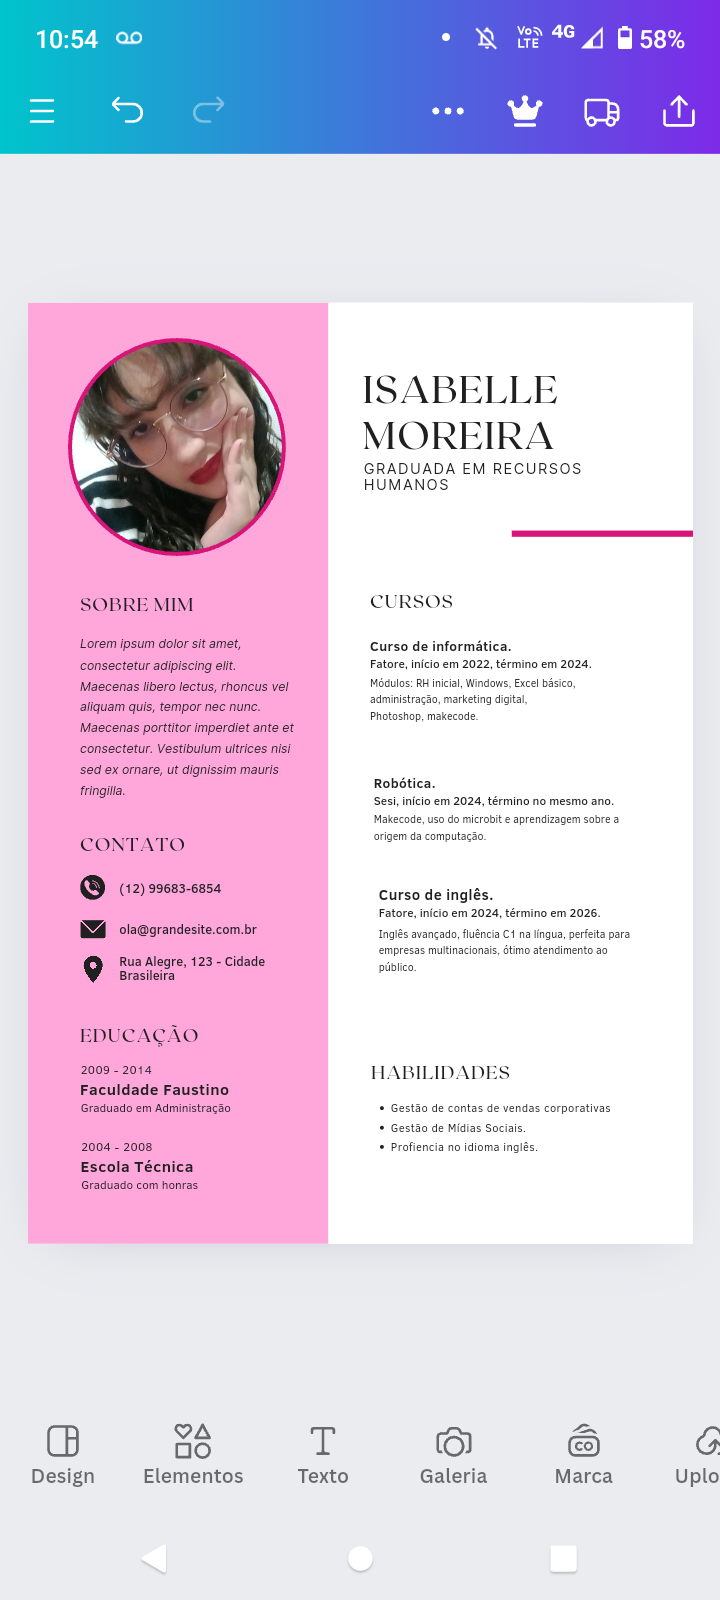 10:54
Vo LTE 4G 58%
ISABELLE
MOREIRA
GRADUADA EM RECURSOS
HUMANOS
SOBRE MIM
Lorem ipsum dolor sit amet,
consectetur adipiscing elit.
Maecenas libero lectus, rhoncus vel
aliquam quis, tempor nec nunc.
Maecenas porttitor imperdiet ante et
consectetur. Vestibulum ultrices nisi
sed ex ornare, ut dignissim mauris
fringilla.
CONTATO
(12) 99683-6854
ola@grandesite.com.br
Rua Alegre, 123 - Cidade
Brasileira
EDUCAÇÃO
2009 - 2014
Faculdade Faustino
Graduado em Administração
2004 - 2008
Escola Técnica
Graduado com honras
CURSOS
Curso de informática.
Fatore, início em 2022, término em 2024.
Módulos: RH inicial, Windows, Excel básico,
administração, marketing digital,
Photoshop, makecode.
Robótica.
Sesi, início em 2024, término no mesmo ano.
Makecode, uso do microbit e aprendizagem sobre a
origem da computação.
Curso de inglês.
Fatore, início em 2024, término em 2026.
Inglês avançado, fluência C1 na língua, perfeita para
empresas multinacionais, ótimo atendimento ao
público.
HABILIDADES
• Gestão de contas de vendas corporativas
• Gestão de Mídias Sociais.
• Profiencia no idioma inglês.
CO
Design Elementos Texto Galeria Marca Uplo